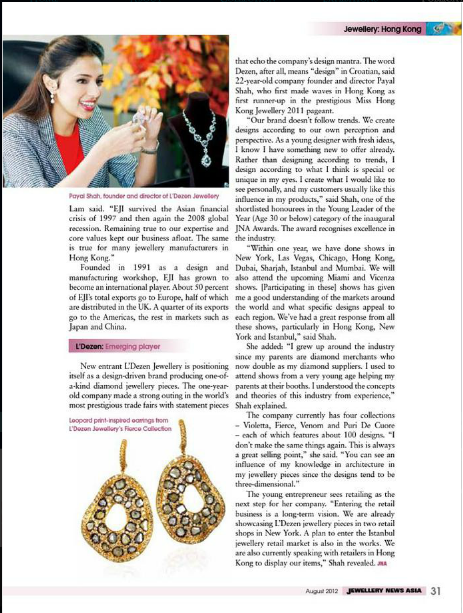 Jewellery: Hong Kong
Payal Shah, founder and director of L'Dezen Jewellery
Lam said. “EJI survived the Asian financial
crisis of 1997 and then again the 2008 global
recession. Remaining true to our expertise and
core values kept our business afloat. The same
is true for many jewellery manufacturers in
Hong Kong.”
Founded in 1991 as a design and
manufacturing workshop, EJI has grown to
become an international player. About 50 percent
of EJI's total exports go to Europe, half of which
are distributed in the UK. A quarter of its exports
go to the Americas, the rest in markets such as
Japan and China.
L'Dezen: Emerging player
New entrant L'Dezen Jewellery is positioning
itself as a design-driven brand producing one-of-
a-kind diamond jewellery pieces. The one-year-
old company made a strong outing in the world's
most prestigious trade fairs with statement pieces
Leopard print-inspired earrings from
L'Dezen Jewellery's Fierce Collection
that echo the company's design mantra. The word
Dezen, after all, means “design” in Croatian, said
22-year-old company founder and director Payal
Shah, who first made waves in Hong Kong as
first runner-up in the prestigious Miss Hong
Kong Jewellery 2011 pageant.
“Our brand doesn't follow trends. We create
designs according to our own perception and
perspective. As a young designer with fresh ideas,
I know I have something new to offer already.
Rather than designing according to trends, I
design according to what I think is special or
unique in my eyes. I create what I would like to
see personally, and my customers usually like this
influence in my products,” said Shah, one of the
shortlisted honourees in the Young Leader of the
Year (Age 30 or below) category of the inaugural
JNA Awards. The award recognises excellence in
the industry.
“Within one year, we have done shows in
New York, Las Vegas, Chicago, Hong Kong,
Dubai, Sharjah, Istanbul and Mumbai. We will
also attend the upcoming Miami and Vicenza
shows. [Participating in these] shows has given
me a good understanding of the markets around
the world and what specific designs appeal to
each region. We've had a great response from all
these shows, particularly in Hong Kong, New
York and Istanbul,” said Shah.
She added: “I grew up around the industry
since my parents are diamond merchants who
now double as my diamond suppliers. I used to
attend shows from a very young age helping my
parents at their booths. I understood the concepts
and theories of this industry from experience,”
Shah explained.
The company currently has four collections
– Violetta, Fierce, Venom and Puri De Cuore
– each of which features about 100 designs. “I
don't make the same things again. This is always
a great selling point,” she said. “You can see an
influence of my knowledge in architecture in
my jewellery pieces since the designs tend to be
three-dimensional.”
The young entrepreneur sees retailing as the
next step for her company. “Entering the retail
business is a long-term vision. We are already
showcasing L'Dezen jewellery pieces in two retail
shops in New York. A plan to enter the Istanbul
jewellery retail market is also in the works. We
are also currently speaking with retailers in Hong
Kong to display our items,” Shah revealed. JNA
August 2012 JEWELLERY NEWS ASIA 31